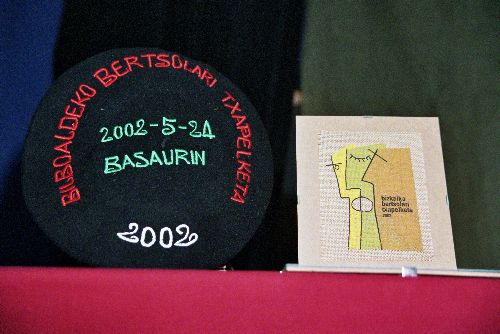 BILBOALDEKO BERTSOLARI TXAPELKETA
2002-5-24
BASAURIN
2002
bizkaiko
bertsolari
txapelketa